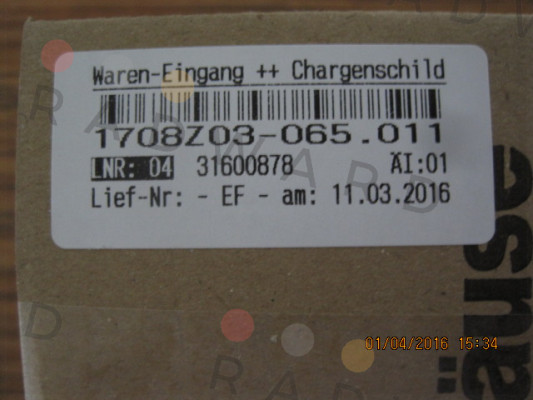 Waren-Eingang ++ Chargenschild
1708Z03-065.011
LNR: 04 31600878 ÄI:01
Lief-Nr: - EF - am: 11.03.2016
01/04/2016 15:34
RADWARD